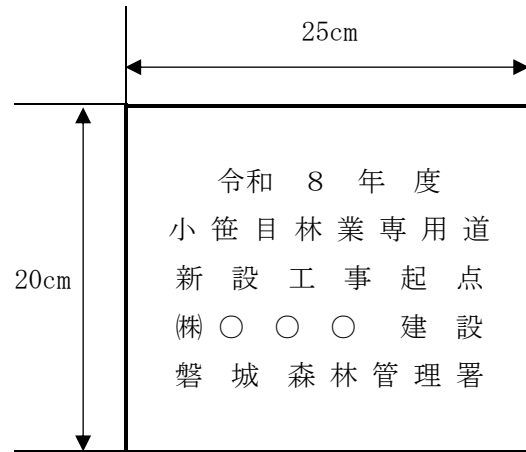 25cm
20cm
令和 8 年 度
小 笹 目 林 業 専 用 道
新 設 工 事 起 点
㈱ ○ ○ ○ 建 設
磐 城 森 林 管 理 署